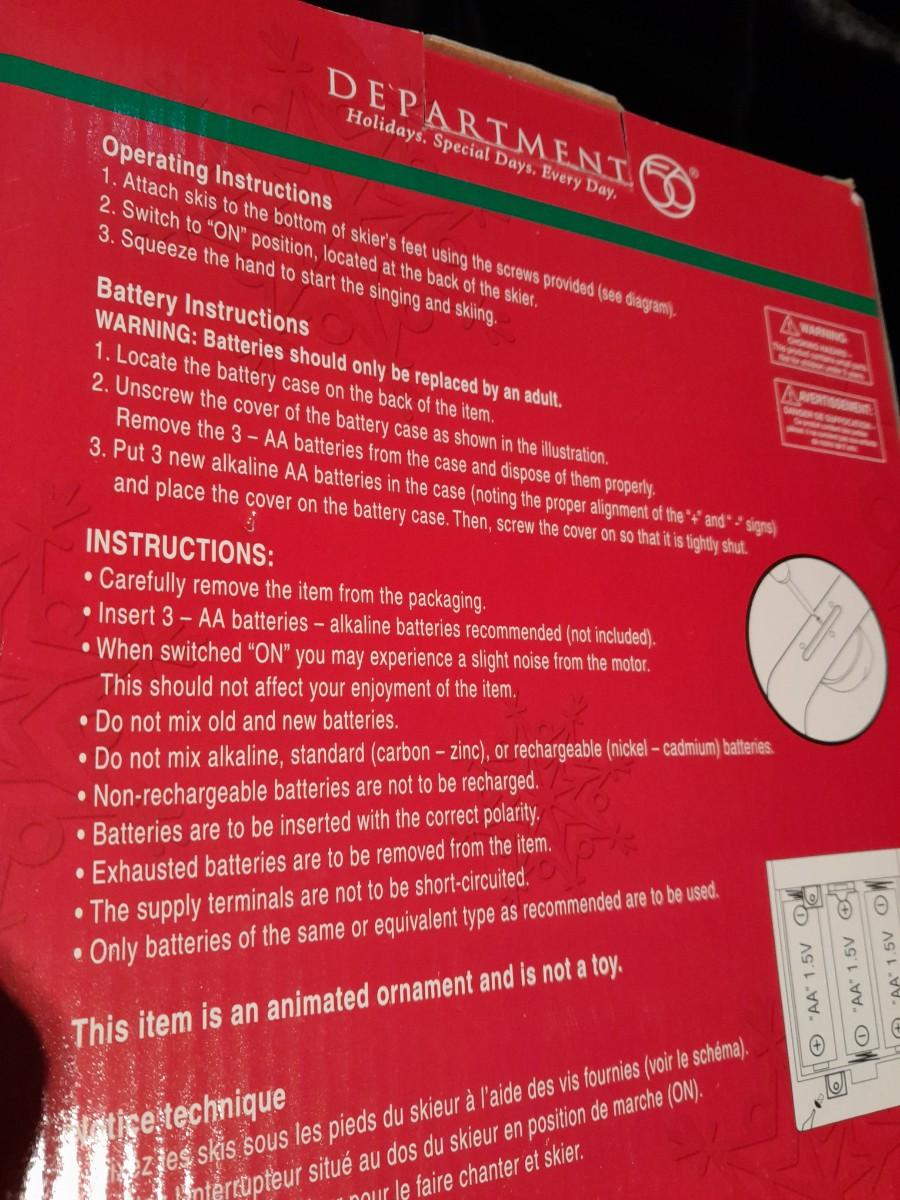 DEPARTMENT 56®
Holidays. Special Days. Every Day.
Operating Instructions
1. Attach skis to the bottom of skier's feet using the screws provided (see diagram).
2. Switch to "ON" position, located at the back of the skier.
3. Squeeze the hand to start the singing and skiing.
Battery Instructions
WARNING: Batteries should only be replaced by an adult.
1. Locate the battery case on the back of the item.
2. Unscrew the cover of the battery case as shown in the illustration.
Remove the 3 – AA batteries from the case and dispose of them properly.
3. Put 3 new alkaline AA batteries in the case (noting the proper alignment of the "+" and "-" signs)
and place the cover on the battery case. Then, screw the cover on so that it is tightly shut.
WARNING
CHOKING HAZARD –
AVERTISSEMENT:
DANGER DE SUFFOCATION –
INSTRUCTIONS:
• Carefully remove the item from the packaging.
• Insert 3 – AA batteries – alkaline batteries recommended (not included).
• When switched "ON" you may experience a slight noise from the motor.
This should not affect your enjoyment of the item.
• Do not mix old and new batteries.
• Do not mix alkaline, standard (carbon – zinc), or rechargeable (nickel – cadmium) batteries.
• Non-rechargeable batteries are not to be recharged.
• Batteries are to be inserted with the correct polarity.
• Exhausted batteries are to be removed from the item.
• The supply terminals are not to be short-circuited.
• Only batteries of the same or equivalent type as recommended are to be used.
This item is an animated ornament and is not a toy.
"AA" 1.5V
"AA" 1.5V
"AA" 1.5V
Notice technique
les skis sous les pieds du skieur à l'aide des vis fournies (voir le schéma).
interrupteur situé au dos du skieur en position de marche (ON).
pour le faire chanter et skier.